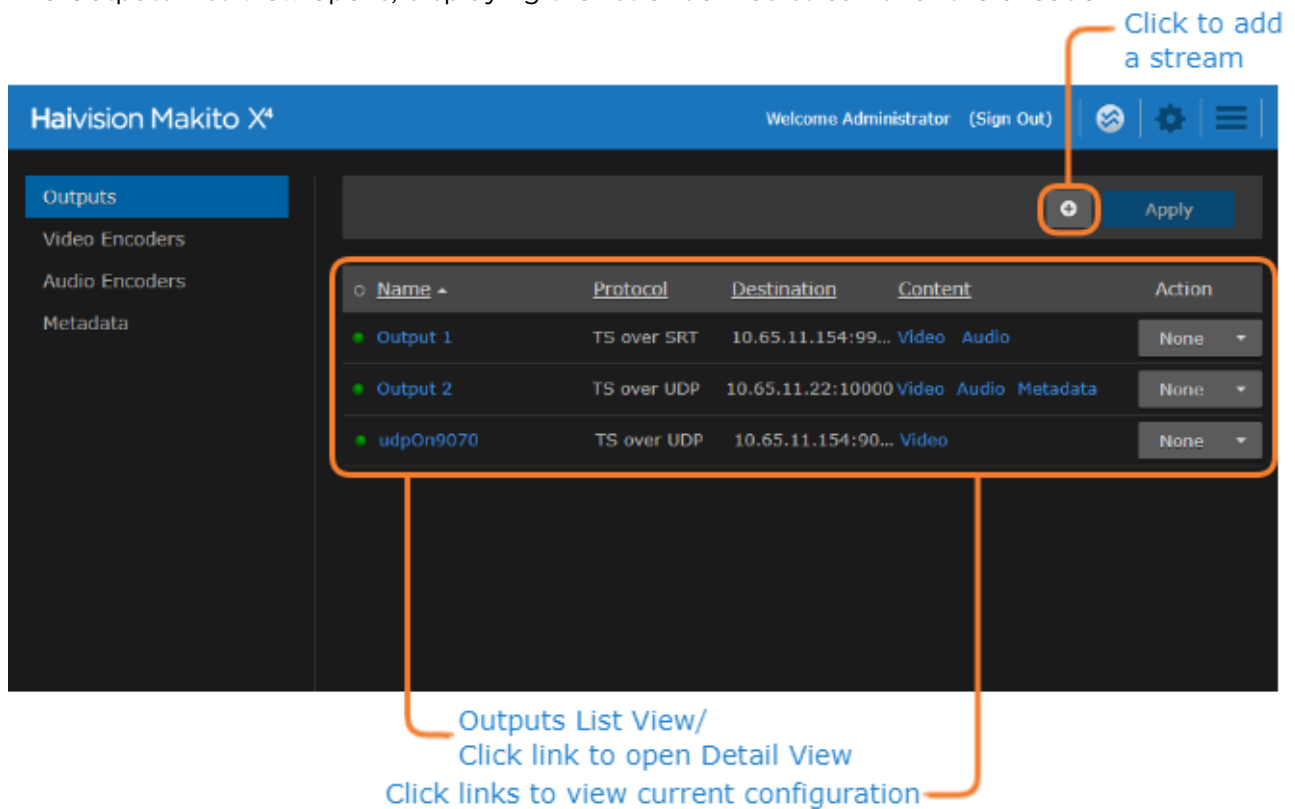 Click to add
a stream
Haivision Makito X⁴
Welcome Administrator (Sign Out)
Outputs
Video Encoders
Audio Encoders
Metadata
Apply
Name Protocol Destination Content Action
Output 1 TS over SRT 10.65.11.154:99... Video Audio None
Output 2 TS over UDP 10.65.11.22:10000 Video Audio Metadata None
udpOn9070 TS over UDP 10.65.11.154:90... Video None
Outputs List View/
Click link to open Detail View
Click links to view current configuration